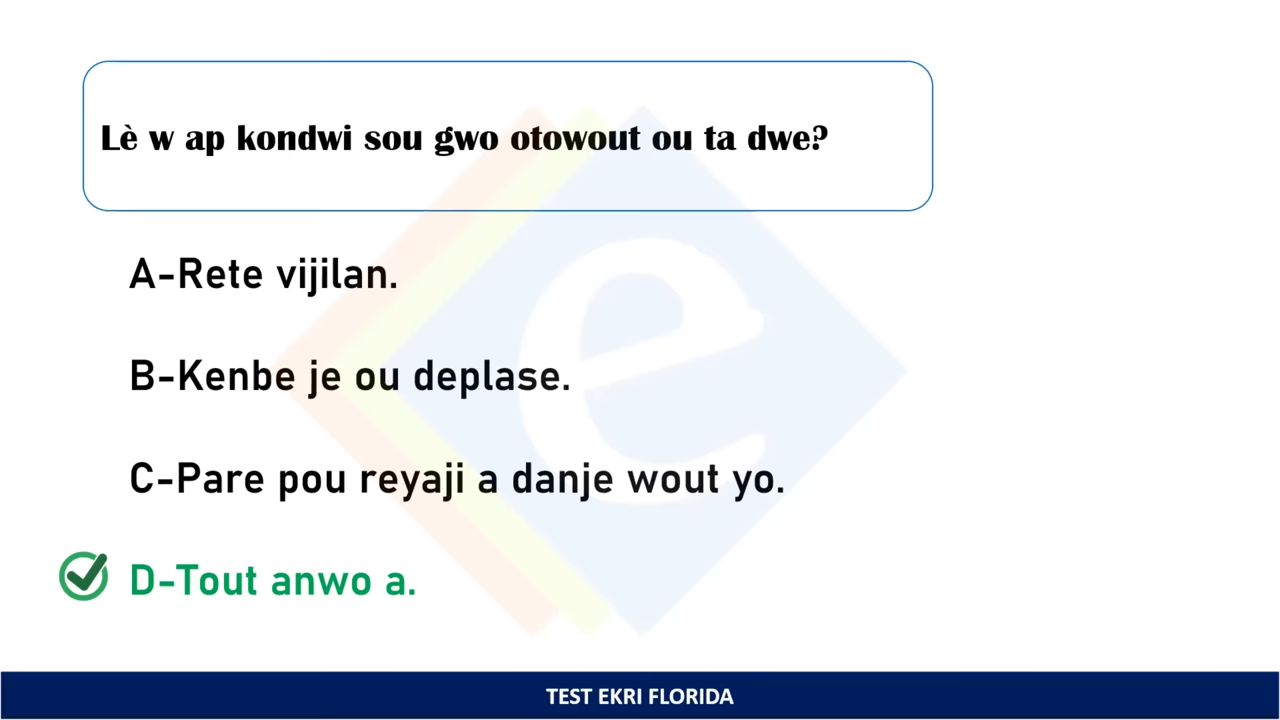 Lè w ap kondwi sou gwo otowout ou ta dwe?
A-Rete vijilan.
B-Kenbe je ou deplase.
C-Pare pou reyaji a danje wout yo.
D-Tout anwo a.
TEST EKRI FLORIDA